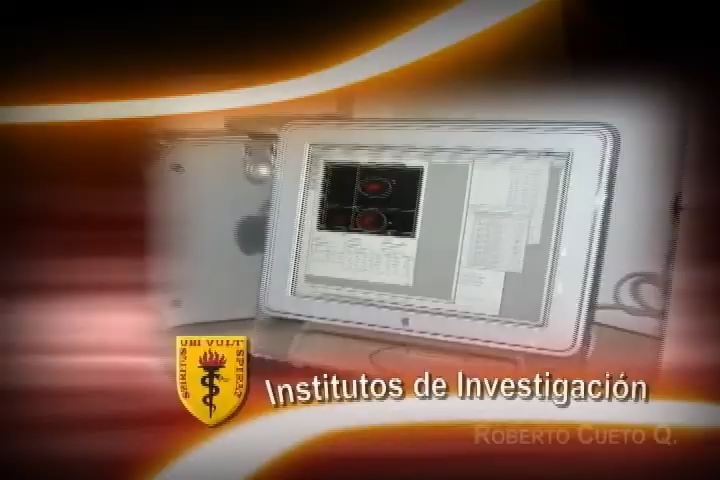 SPIRITUS UBI VULT SPIRAT
Institutos de Investigación
ROBERTO CUETO Q.